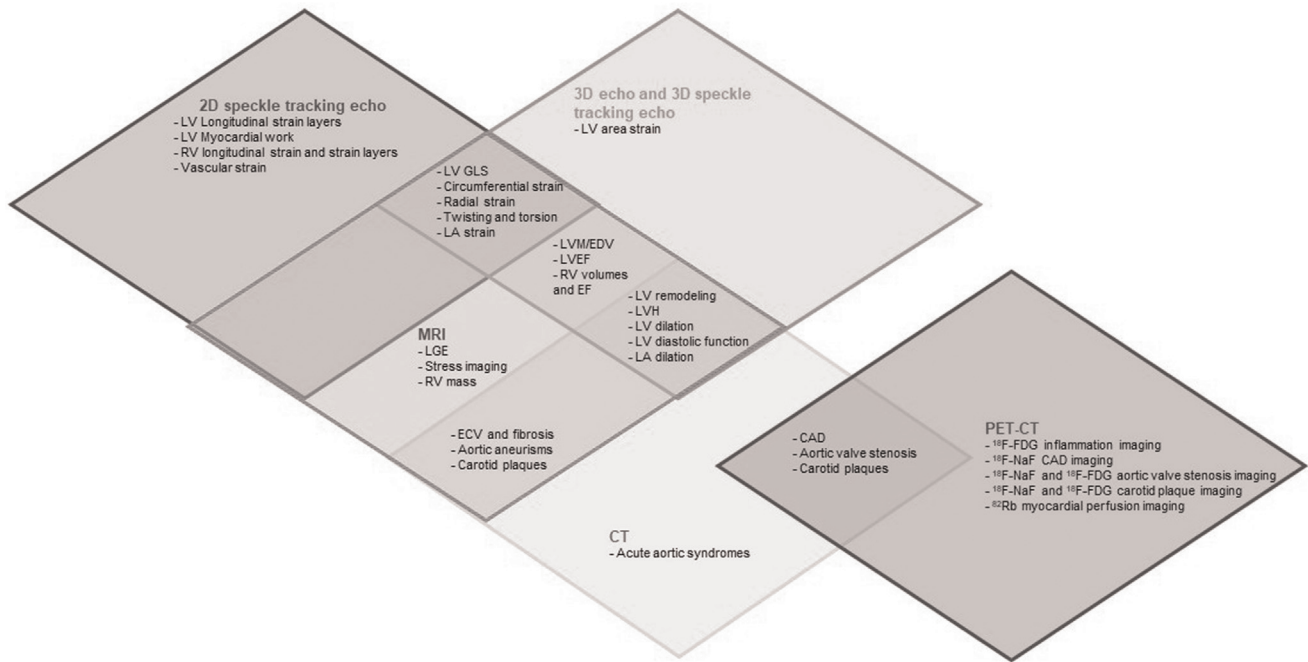 2D speckle tracking echo
- LV Longitudinal strain layers
- LV Myocardial work
- RV longitudinal strain and strain layers
- Vascular strain
3D echo and 3D speckle
tracking echo
- LV area strain
- LV GLS
- Circumferential strain
- Radial strain
- Twisting and torsion
- LA strain
- LVM/EDV
- LVEF
- RV volumes
and EF
- LV remodeling
- LVH
- LV dilation
- LV diastolic function
- LA dilation
MRI
- LGE
- Stress imaging
- RV mass
- ECV and fibrosis
- Aortic aneurisms
- Carotid plaques
CT
- Acute aortic syndromes
- CAD
- Aortic valve stenosis
- Carotid plaques
PET-CT
- ¹⁸F-FDG inflammation imaging
- ¹⁸F-NaF CAD imaging
- ¹⁸F-NaF and ¹⁸F-FDG aortic valve stenosis imaging
- ¹⁸F-NaF and ¹⁸F-FDG carotid plaque imaging
- ⁸²Rb myocardial perfusion imaging